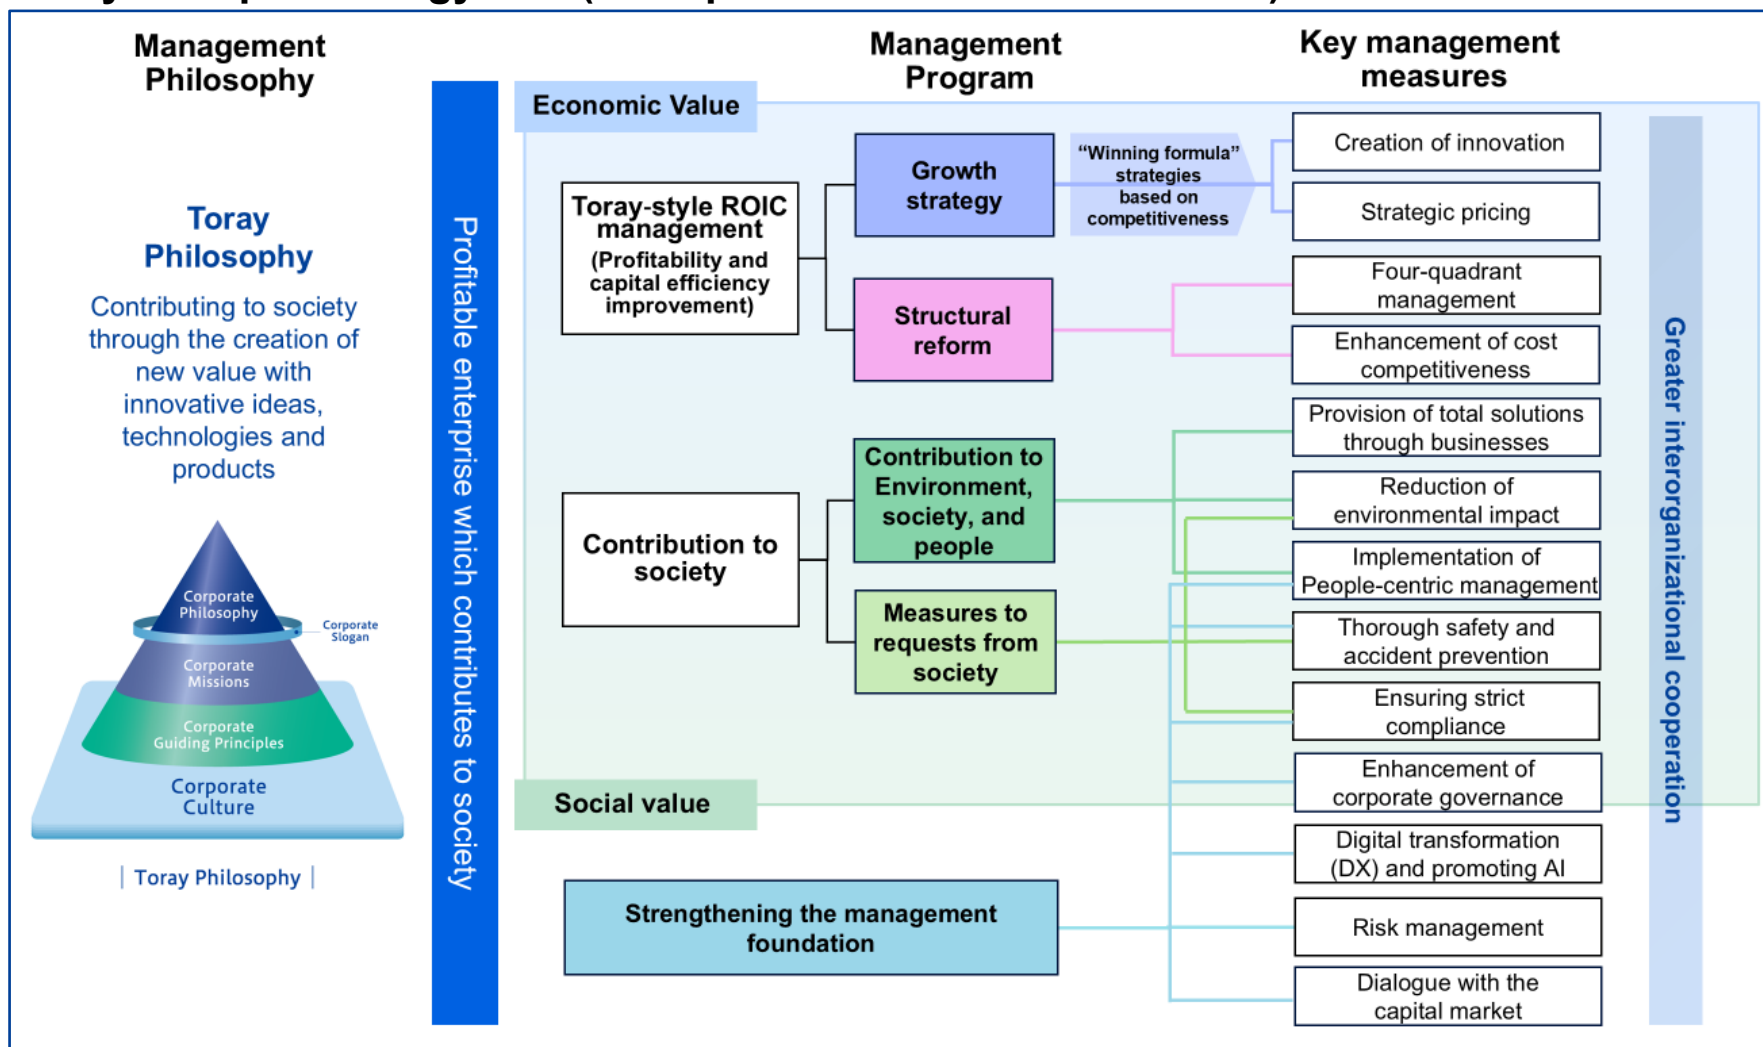 Management
Philosophy
Toray
Philosophy
Contributing to society
through the creation of
new value with
innovative ideas,
technologies and
products
Corporate
Philosophy
Corporate
Slogan
Corporate
Missions
Corporate
Guiding Principles
Corporate
Culture
| Toray Philosophy |
Profitable enterprise which contributes to society
Management
Program
Key management
measures
Economic Value
Toray-style ROIC
management
(Profitability and
capital efficiency
improvement)
Growth
strategy
“Winning formula”
strategies
based on
competitiveness
Structural
reform
Contribution to
society
Contribution to
Environment,
society, and
people
Measures to
requests from
society
Social value
Strengthening the management
foundation
Creation of innovation
Strategic pricing
Four-quadrant
management
Enhancement of cost
competitiveness
Provision of total solutions
through businesses
Reduction of
environmental impact
Implementation of
People-centric management
Thorough safety and
accident prevention
Ensuring strict
compliance
Enhancement of
corporate governance
Digital transformation
(DX) and promoting AI
Risk management
Dialogue with the
capital market
Greater interorganizational cooperation